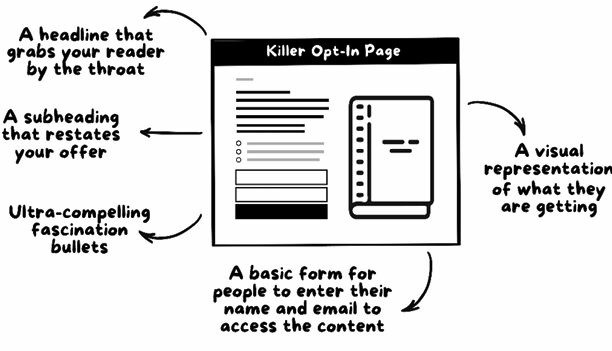 A headline that
grabs your reader
by the throat
Killer Opt-In Page
A subheading
that restates
your offer
A visual
representation
of what they
are getting
Ultra-compelling
fascination
bullets
A basic form for
people to enter their
name and email to
access the content